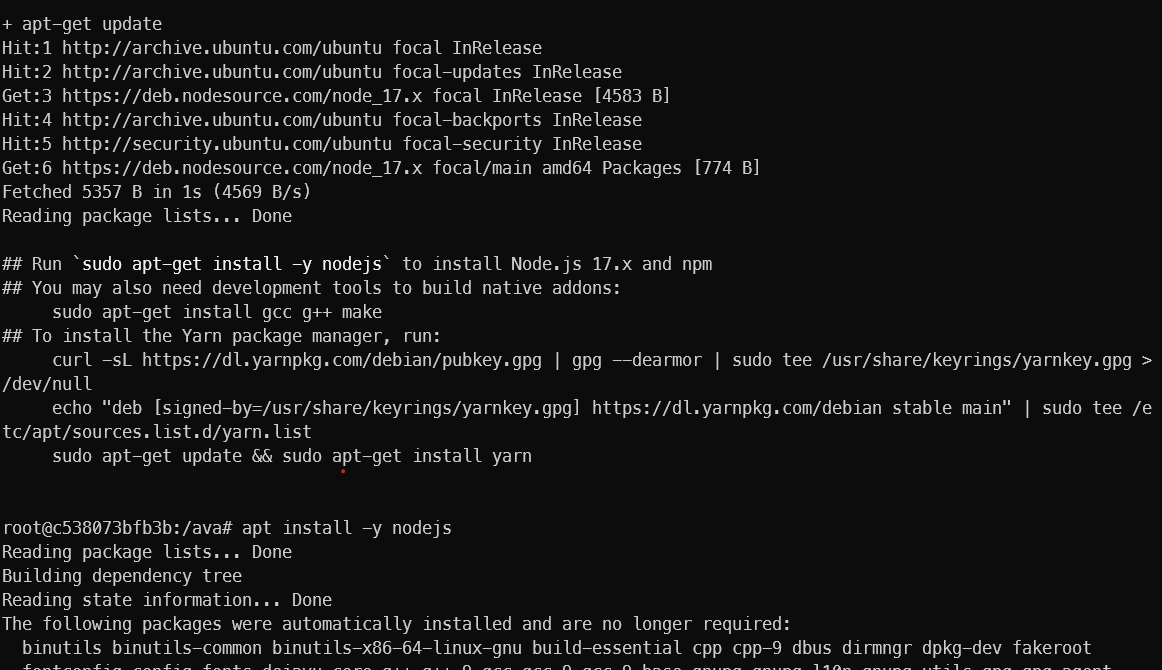 + apt-get update
Hit:1 http://archive.ubuntu.com/ubuntu focal InRelease
Hit:2 http://archive.ubuntu.com/ubuntu focal-updates InRelease
Get:3 https://deb.nodesource.com/node_17.x focal InRelease [4583 B]
Hit:4 http://archive.ubuntu.com/ubuntu focal-backports InRelease
Hit:5 http://security.ubuntu.com/ubuntu focal-security InRelease
Get:6 https://deb.nodesource.com/node_17.x focal/main amd64 Packages [774 B]
Fetched 5357 B in 1s (4569 B/s)
Reading package lists... Done
## Run `sudo apt-get install -y nodejs` to install Node.js 17.x and npm
## You may also need development tools to build native addons:
sudo apt-get install gcc g++ make
## To install the Yarn package manager, run:
curl -sL https://dl.yarnpkg.com/debian/pubkey.gpg | gpg --dearmor | sudo tee /usr/share/keyrings/yarnkey.gpg >
/dev/null
echo "deb [signed-by=/usr/share/keyrings/yarnkey.gpg] https://dl.yarnpkg.com/debian stable main" | sudo tee /e
tc/apt/sources.list.d/yarn.list
sudo apt-get update && sudo apt-get install yarn
root@c538073bfb3b:/ava# apt install -y nodejs
Reading package lists... Done
Building dependency tree
Reading state information... Done
The following packages were automatically installed and are no longer required:
binutils binutils-common binutils-x86-64-linux-gnu build-essential cpp cpp-9 dbus dirmngr dpkg-dev fakeroot